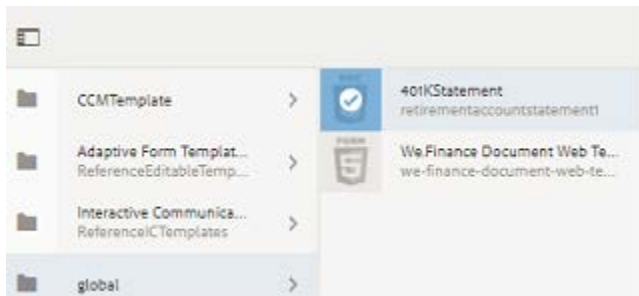 CCMTemplate
Adaptive Form Templat...
ReferenceEditableTemp...
Interactive Communica...
ReferenceICTemplates
global
401KStatement
retirementaccountstatement1
FORM
We.Finance Document Web Te...
we-finance-document-web-te...